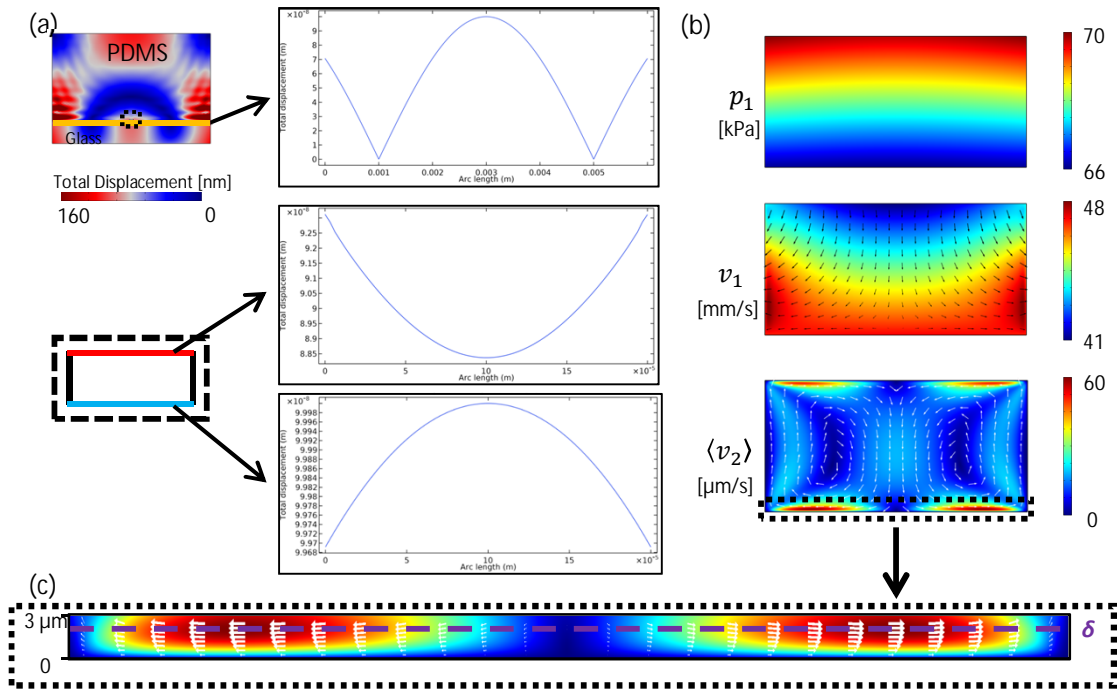 (a)
PDMS
Glass
Total Displacement [nm]
160 0
×10⁻⁸
Total displacement (m)
10
9
8
7
6
5
4
3
2
1
0
0 0.001 0.002 0.003 0.004 0.005
Arc length (m)
×10⁻⁸
Total displacement (m)
9.25
9.2
9.15
9.1
9.05
9
8.95
8.9
8.85
0 5 10 15 ×10⁻⁵
Arc length (m)
×10⁻⁸
Total displacement (m)
9.998
9.996
9.994
9.992
9.99
9.988
9.986
9.984
9.982
9.98
9.978
9.976
9.974
9.972
9.97
9.968
0 5 10 15 ×10⁻⁵
Arc length (m)
(b)
p₁
[kPa]
70
66
v₁
[mm/s]
48
41
⟨v₂⟩
[µm/s]
60
0
(c)
3 µm
0
δ